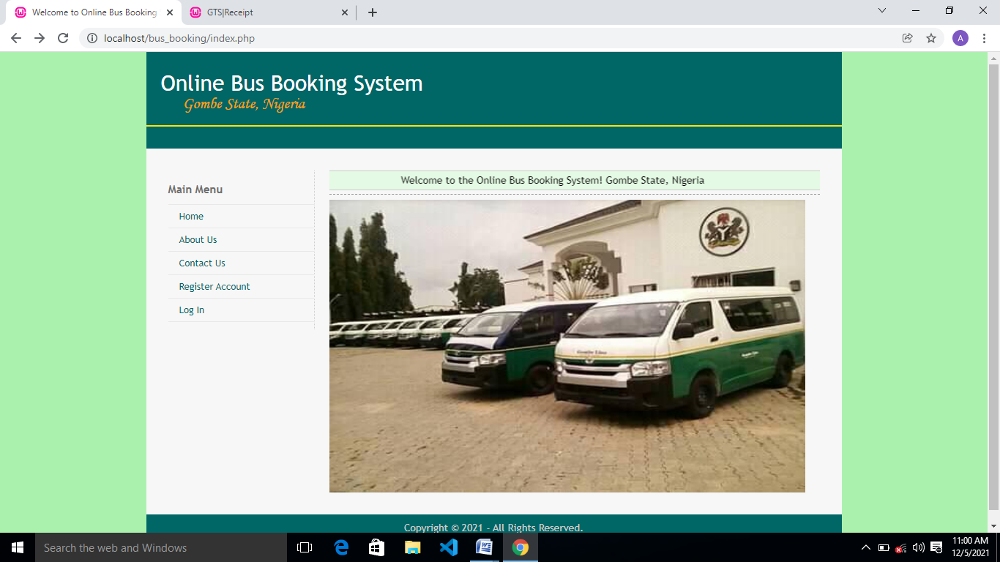 Welcome to Online Bus Booking
GTS|Receipt
localhost/bus_booking/index.php
A
Online Bus Booking System
Gombe State, Nigeria
Main Menu
Home
About Us
Contact Us
Register Account
Log In
Welcome to the Online Bus Booking System! Gombe State, Nigeria
Gombe Line
Copyright © 2021 - All Rights Reserved.
Search the web and Windows
11:00 AM
12/5/2021